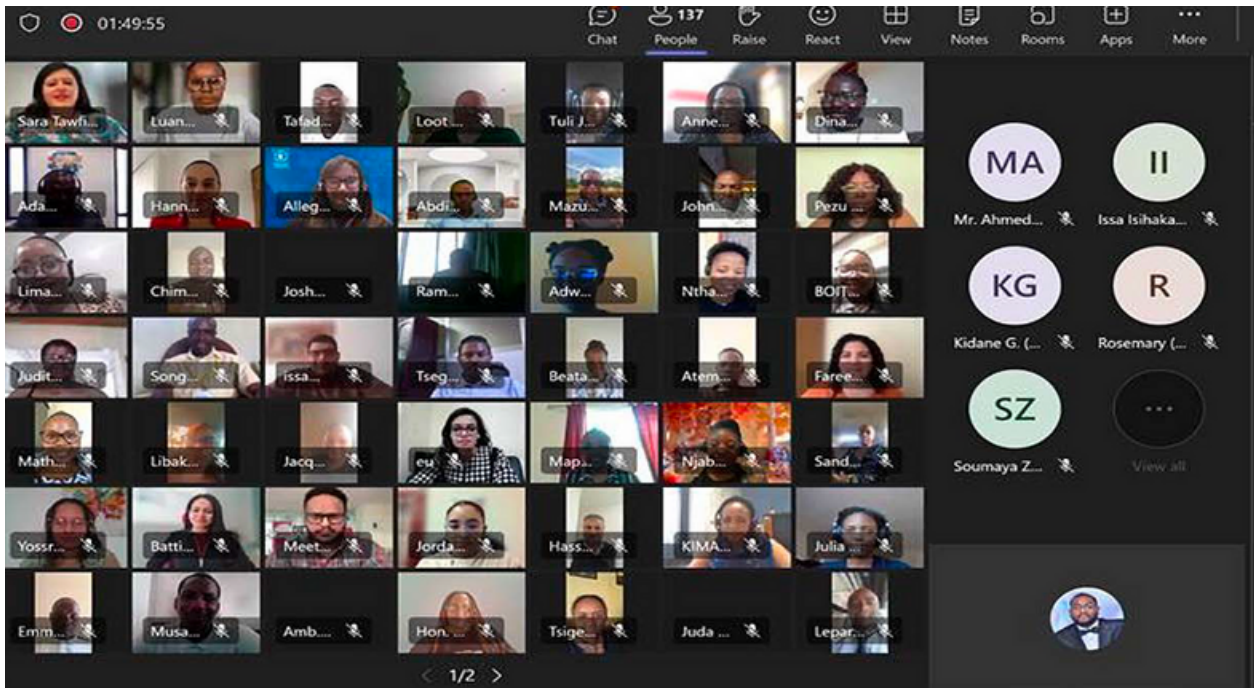 01:49:55
137
Chat People Raise React View Notes Rooms Apps More
Sara Tawfi... Luan... Tafad... Loot ... Tuli J... Anne... Dina...
Ada... Hann... Alleg... Abdi... Mazu... John... Pezu ...
MA II
Mr. Ahmed... Issa Isihaka...
Lima... Chim... Josh... Ram... Adw... Ntha... BOIT...
KG R
Kidane G. (... Rosemary (...
Judit... Song... issa... Tseg... Beata... Atem... Faree...
SZ ...
Math... Libak... Jacq... eu Map... Njab... Sand...
Soumaya Z... View all
Yossr... Batti... Meet... Jorda... Hass... KIMA... Julia ...
Emm... Musa... Amb.... Hon. ... Tsige... Juda ... Lepar...
< 1/2 >